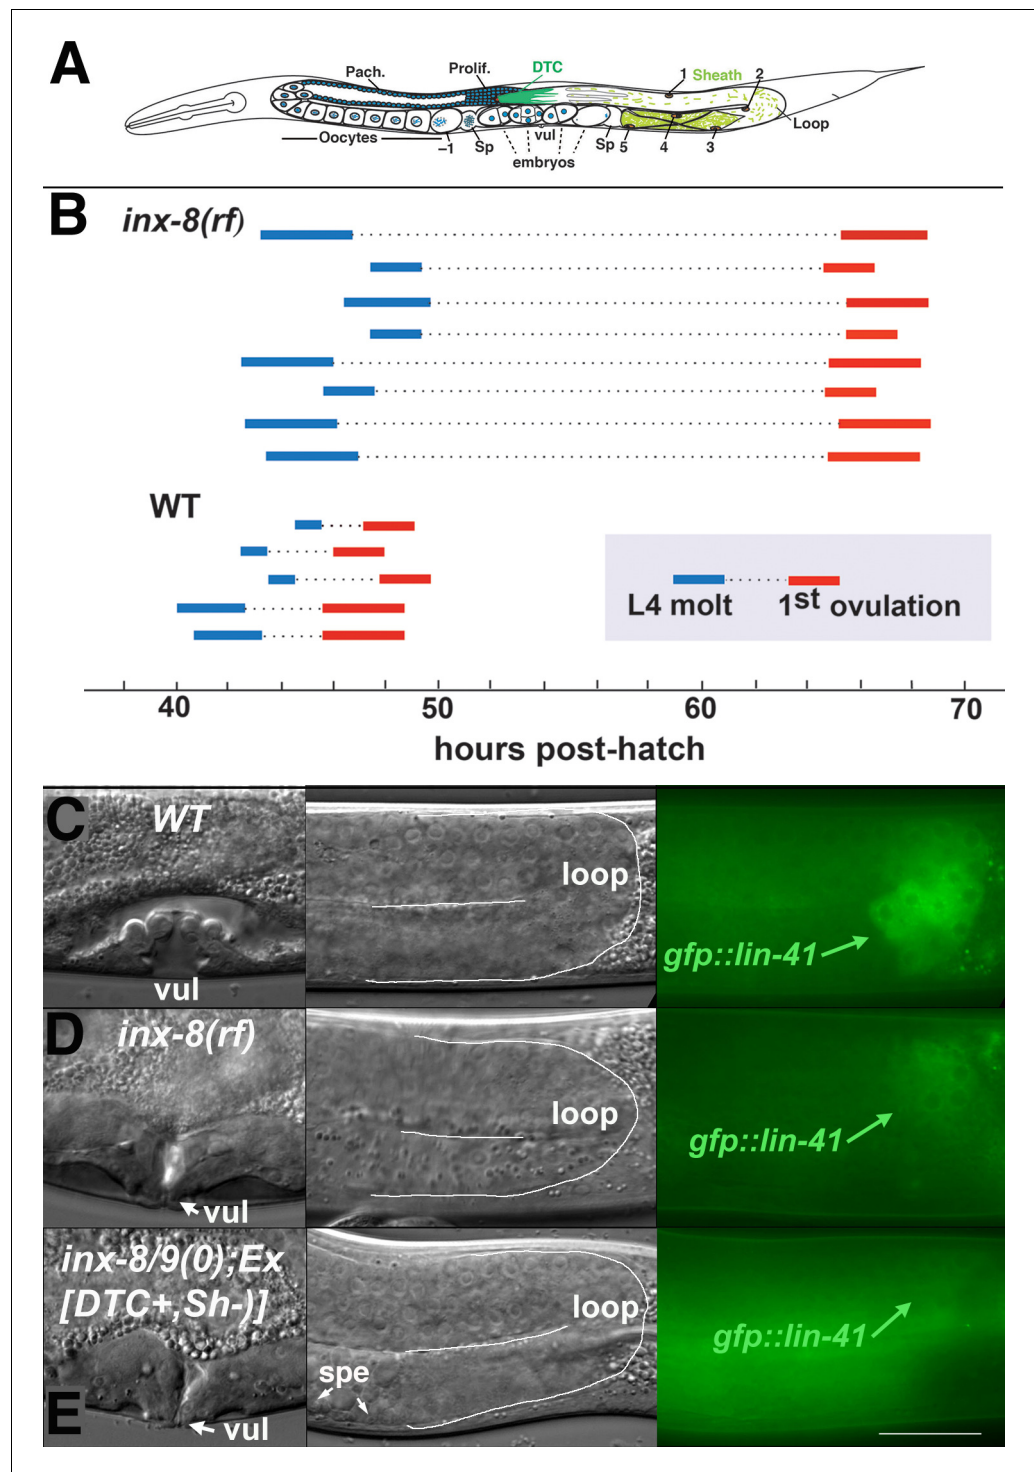 A
Pach.
Prolif.
DTC
1 Sheath
2
Loop
Oocytes
–1
Sp
vul
embryos
Sp 5
4
3
B
inx-8(rf)
WT
L4 molt
1st ovulation
40
50
60
70
hours post-hatch
C
WT
vul
loop
gfp::lin-41
D
inx-8(rf)
vul
loop
gfp::lin-41
inx-8/9(0);Ex
[DTC+,Sh-)]
E
vul
loop
spe
gfp::lin-41